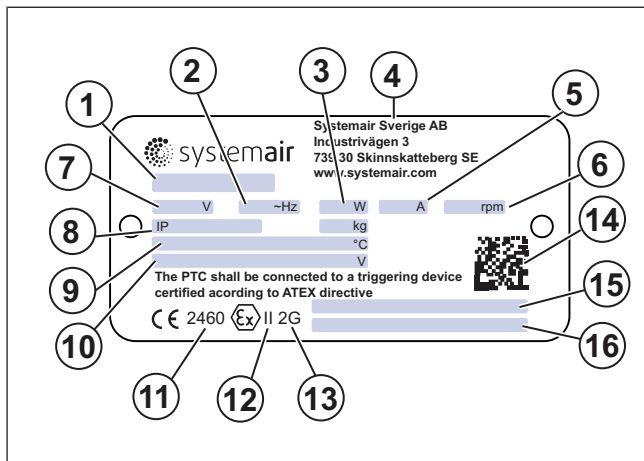 1
2
3
4
5
6
7
8
9
10
11
12
13
14
15
16
systemair
Systemair Sverige AB
Industrivägen 3
739 30 Skinnskatteberg SE
www.systemair.com
V ~Hz W A rpm
IP kg
°C
V
The PTC shall be connected to a triggering device
certified acording to ATEX directive
CE 2460 Ex II 2G